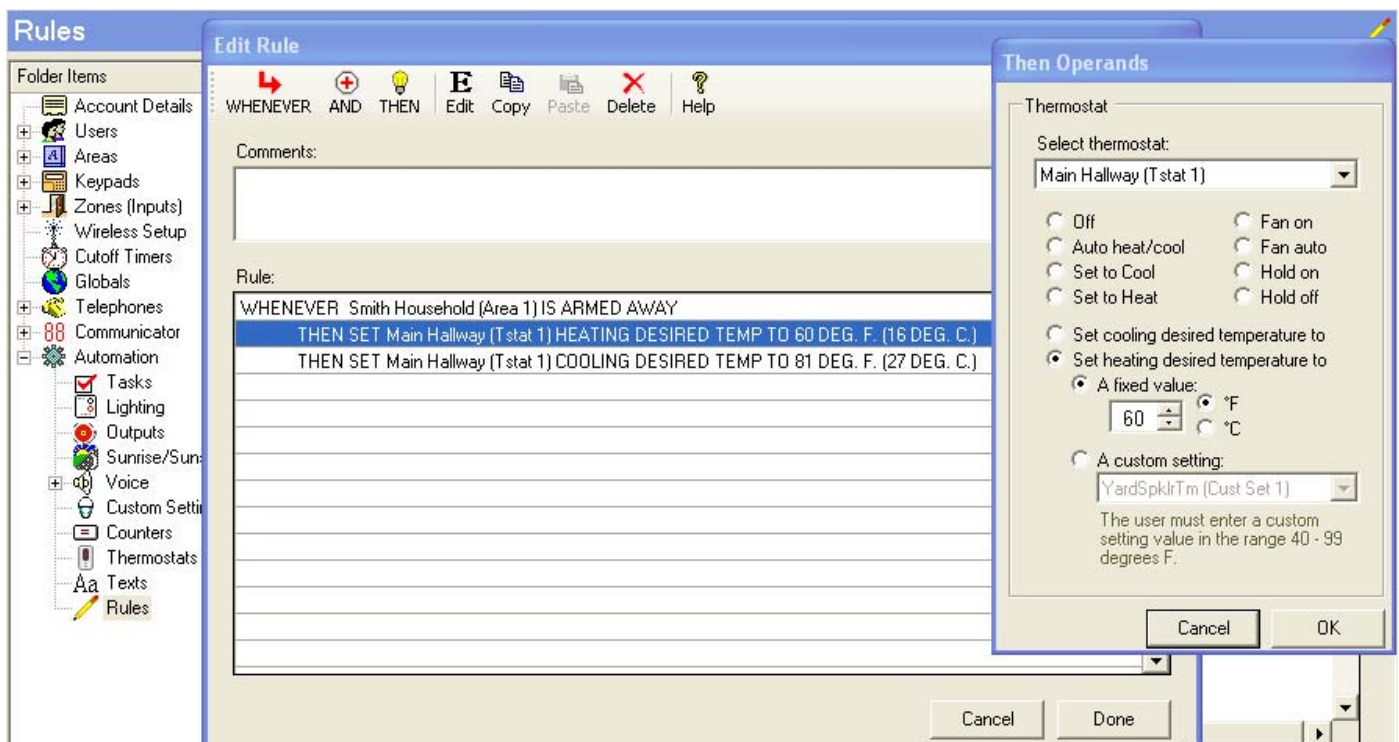 Rules
Folder Items
Account Details
Users
Areas
Keypads
Zones (Inputs)
Wireless Setup
Cutoff Timers
Globals
Telephones
88 Communicator
Automation
Tasks
Lighting
Outputs
Sunrise/Suns
Voice
Custom Settin
Counters
Thermostats
Aa Texts
Rules
Edit Rule
WHENEVER AND THEN E Edit Copy Paste Delete Help
Comments:
Rule:
WHENEVER Smith Household (Area 1) IS ARMED AWAY
THEN SET Main Hallway (Tstat 1) HEATING DESIRED TEMP TO 60 DEG. F. (16 DEG. C.)
THEN SET Main Hallway (Tstat 1) COOLING DESIRED TEMP TO 81 DEG. F. (27 DEG. C.)
Cancel Done
Then Operands
Thermostat
Select thermostat:
Main Hallway (Tstat 1)
Off Fan on
Auto heat/cool Fan auto
Set to Cool Hold on
Set to Heat Hold off
Set cooling desired temperature to
Set heating desired temperature to
A fixed value:
60 °F
°C
A custom setting:
YardSpklrTm (Cust Set 1)
The user must enter a custom
setting value in the range 40 - 99
degrees F.
Cancel OK